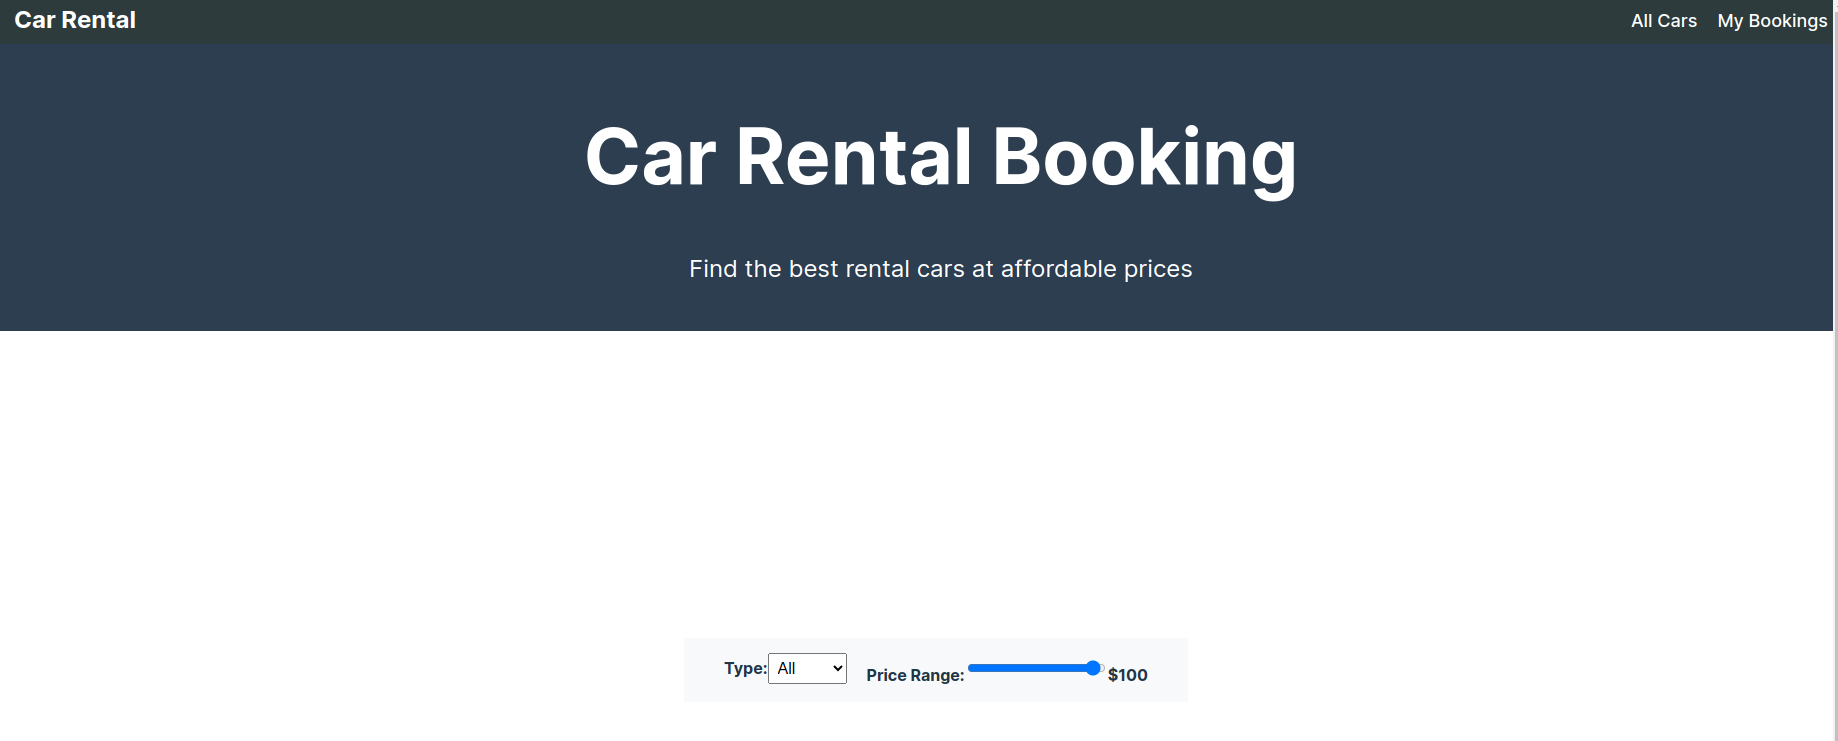 Car Rental All Cars My Bookings
Car Rental Booking
Find the best rental cars at affordable prices
Type: All Price Range: $100